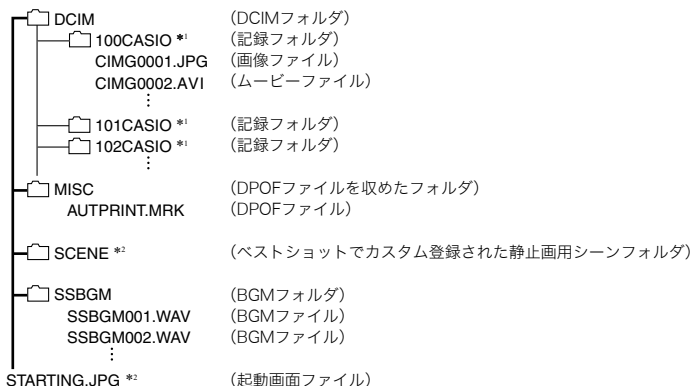 DCIM （DCIMフォルダ）
100CASIO *1 （記録フォルダ）
CIMG0001.JPG （画像ファイル）
CIMG0002.AVI （ムービーファイル）
⋮
101CASIO *1 （記録フォルダ）
102CASIO *1 （記録フォルダ）
⋮
MISC （DPOFファイルを収めたフォルダ）
AUTPRINT.MRK （DPOFファイル）
SCENE *2 （ベストショットでカスタム登録された静止画用シーンフォルダ）
SSBGM （BGMフォルダ）
SSBGM001.WAV （BGMファイル）
SSBGM002.WAV （BGMファイル）
⋮
STARTING.JPG *2 （起動画面ファイル）